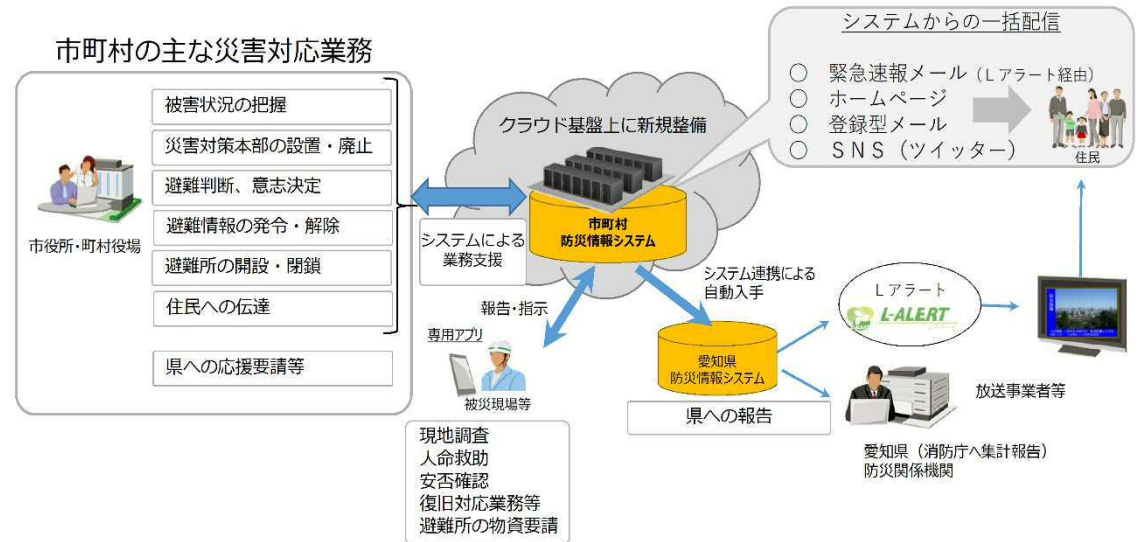 市町村の主な災害対応業務
被害状況の把握
災害対策本部の設置・廃止
避難判断、意志決定
避難情報の発令・解除
避難所の開設・閉鎖
住民への伝達
県への応援要請等
市役所・町村役場
クラウド基盤上に新規整備
市町村
防災情報システム
システムによる
業務支援
報告・指示
専用アプリ
被災現場等
現地調査
人命救助
安否確認
復旧対応業務等
避難所の物資要請
システムからの一括配信
○ 緊急速報メール（Lアラート経由）
○ ホームページ
○ 登録型メール
○ SNS（ツイッター）
住民
システム連携による
自動入手
愛知県
防災情報システム
県への報告
Lアラート
L-ALERT
放送事業者等
愛知県（消防庁へ集計報告）
防災関係機関